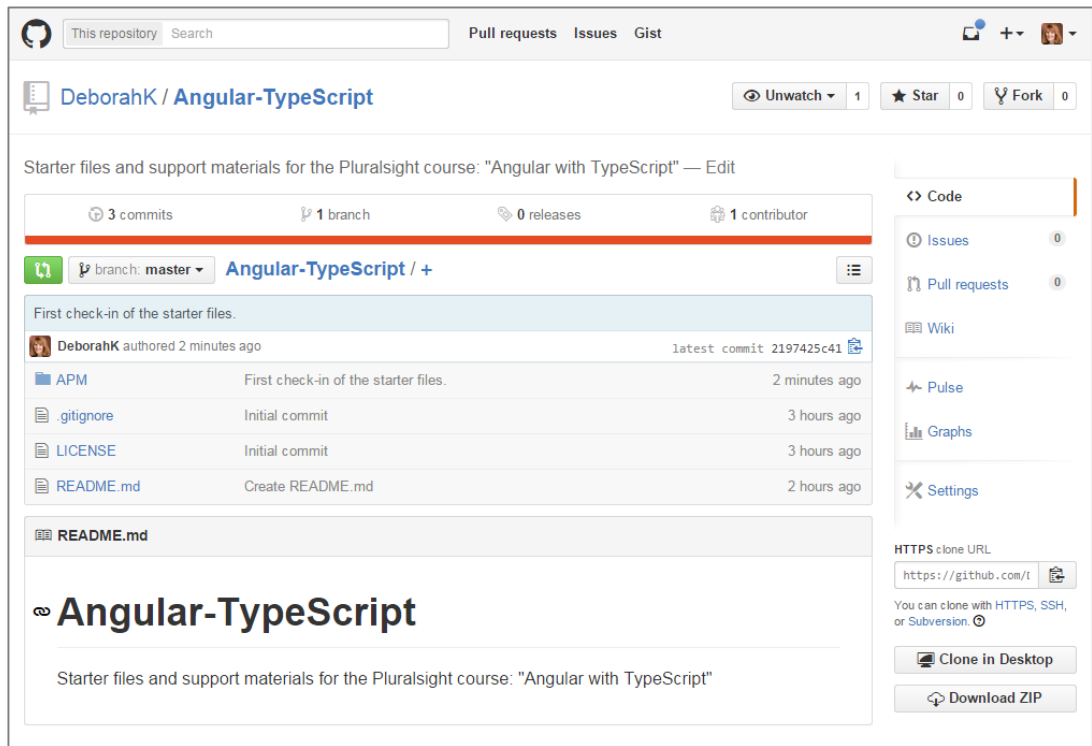 This repository Search Pull requests Issues Gist
DeborahK / Angular-TypeScript Unwatch 1 Star 0 Fork 0
Starter files and support materials for the Pluralsight course: "Angular with TypeScript" — Edit
3 commits 1 branch 0 releases 1 contributor
branch: master Angular-TypeScript / +
First check-in of the starter files.
DeborahK authored 2 minutes ago latest commit 2197425c41
APM First check-in of the starter files. 2 minutes ago
.gitignore Initial commit 3 hours ago
LICENSE Initial commit 3 hours ago
README.md Create README.md 2 hours ago
README.md
Angular-TypeScript
Starter files and support materials for the Pluralsight course: "Angular with TypeScript"
Code
Issues 0
Pull requests 0
Wiki
Pulse
Graphs
Settings
HTTPS clone URL
https://github.com/
You can clone with HTTPS, SSH,
or Subversion.
Clone in Desktop
Download ZIP